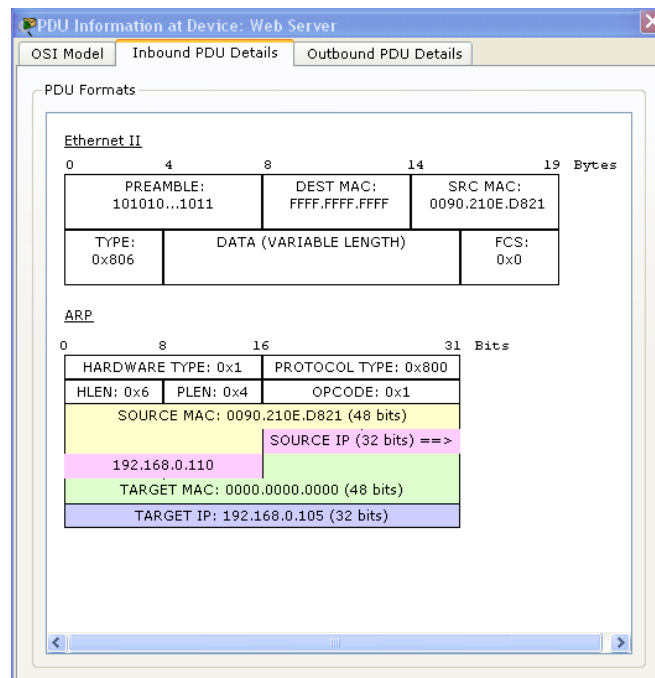 PDU Information at Device: Web Server
OSI Model Inbound PDU Details Outbound PDU Details
PDU Formats
Ethernet II
0 4 8 14 19 Bytes
PREAMBLE: DEST MAC: SRC MAC:
101010...1011 FFFF.FFFF.FFFF 0090.210E.D821
TYPE: DATA (VARIABLE LENGTH) FCS:
0x806 0x0
ARP
0 8 16 31 Bits
HARDWARE TYPE: 0x1 PROTOCOL TYPE: 0x800
HLEN: 0x6 PLEN: 0x4 OPCODE: 0x1
SOURCE MAC: 0090.210E.D821 (48 bits)
SOURCE IP (32 bits) ==>
192.168.0.110
TARGET MAC: 0000.0000.0000 (48 bits)
TARGET IP: 192.168.0.105 (32 bits)